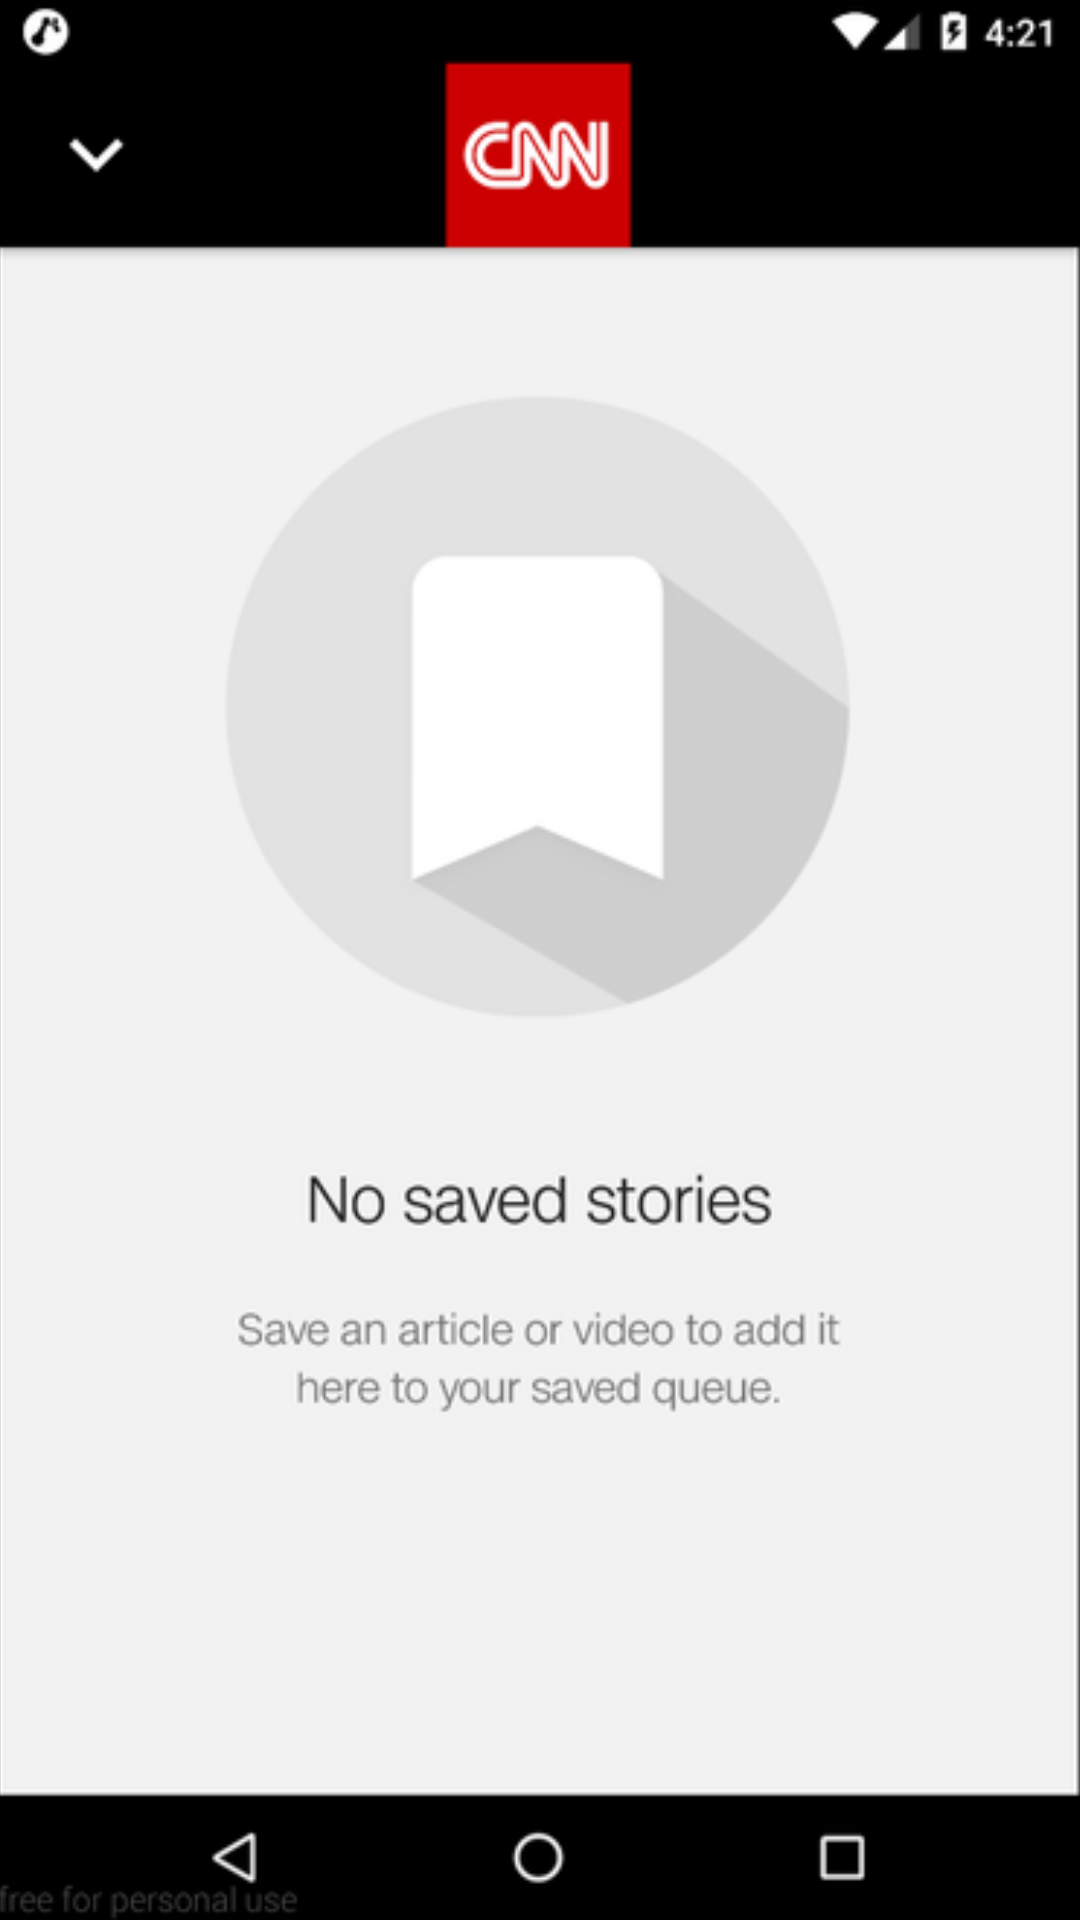 4:21
CNN
No saved stories
Save an article or video to add it
here to your saved queue.
free for personal use